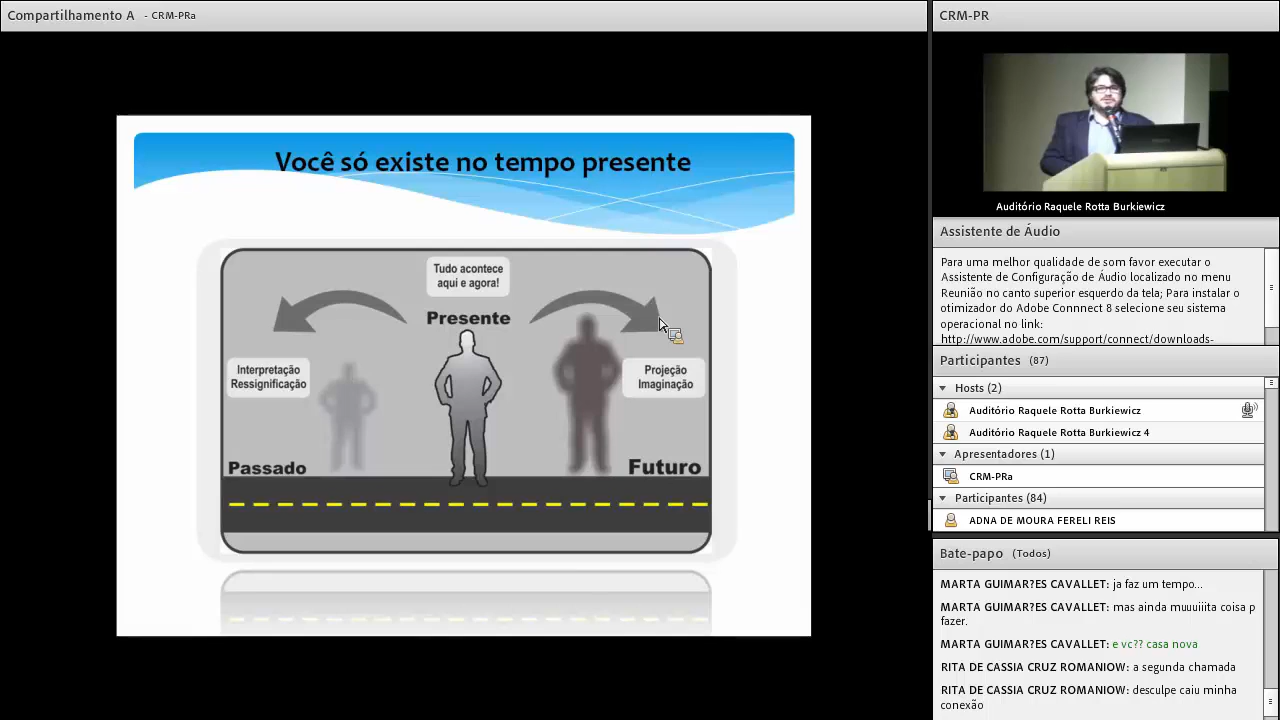 Compartilhamento A - CRM-PRa
Você só existe no tempo presente
Tudo acontece
aqui e agora!
Presente
Interpretação
Ressignificação
Projeção
Imaginação
Passado
Futuro
CRM-PR
Auditório Raquele Rotta Burkiewicz
Assistente de Áudio
Para uma melhor qualidade de som favor executar o
Assistente de Configuração de Áudio localizado no menu
Reunião no canto superior esquerdo da tela; Para instalar o
otimizador do Adobe Connnect 8 selecione seu sistema
operacional no link:
http://www.adobe.com/support/connect/downloads-
Participantes (87)
Hosts (2)
Auditório Raquele Rotta Burkiewicz
Auditório Raquele Rotta Burkiewicz 4
Apresentadores (1)
CRM-PRa
Participantes (84)
ADNA DE MOURA FERELI REIS
Bate-papo (Todos)
MARTA GUIMAR?ES CAVALLET: ja faz um tempo...
MARTA GUIMAR?ES CAVALLET: mas ainda muuuiiita coisa p
fazer.
MARTA GUIMAR?ES CAVALLET: e vc?? casa nova
RITA DE CASSIA CRUZ ROMANIOW: a segunda chamada
RITA DE CASSIA CRUZ ROMANIOW: desculpe caiu minha
conexão